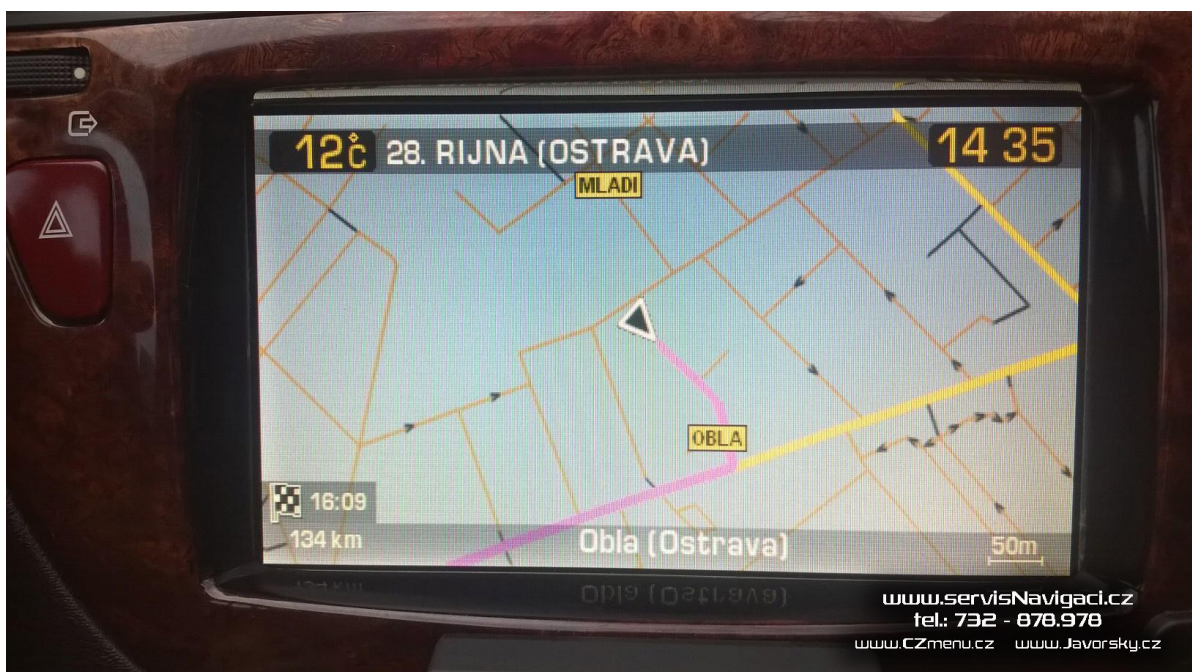 12°C 28. RIJNA (OSTRAVA) 14 35
MLADI
OBLA
16:09
134 km
Obla (Ostrava)
50m
www.servisNavigaci.cz
tel.: 732 - 878.978
www.CZmenu.cz www.Javorsky.cz